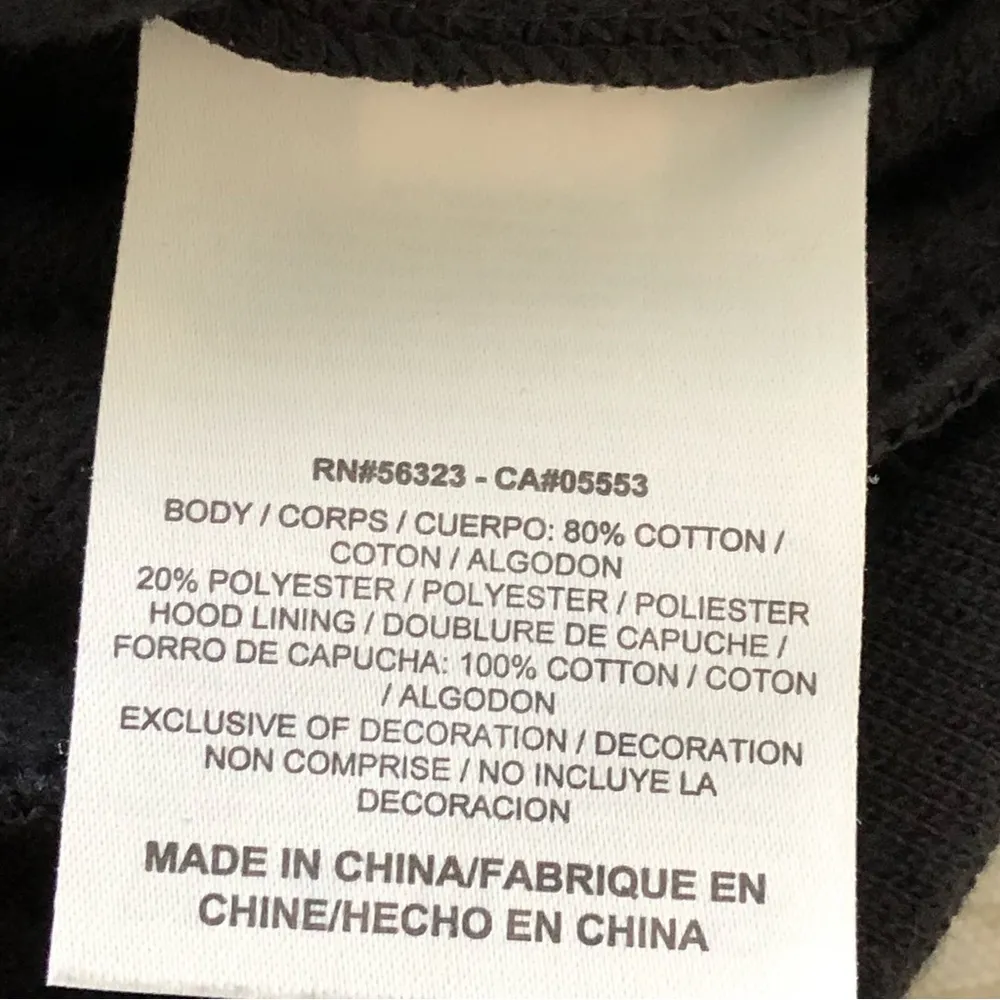 RN#56323 - CA#05553
BODY / CORPS / CUERPO: 80% COTTON /
COTON / ALGODON
20% POLYESTER / POLYESTER / POLIESTER
HOOD LINING / DOUBLURE DE CAPUCHE /
FORRO DE CAPUCHA: 100% COTTON / COTON
/ ALGODON
EXCLUSIVE OF DECORATION / DECORATION
NON COMPRISE / NO INCLUYE LA
DECORACION
MADE IN CHINA/FABRIQUE EN
CHINE/HECHO EN CHINA